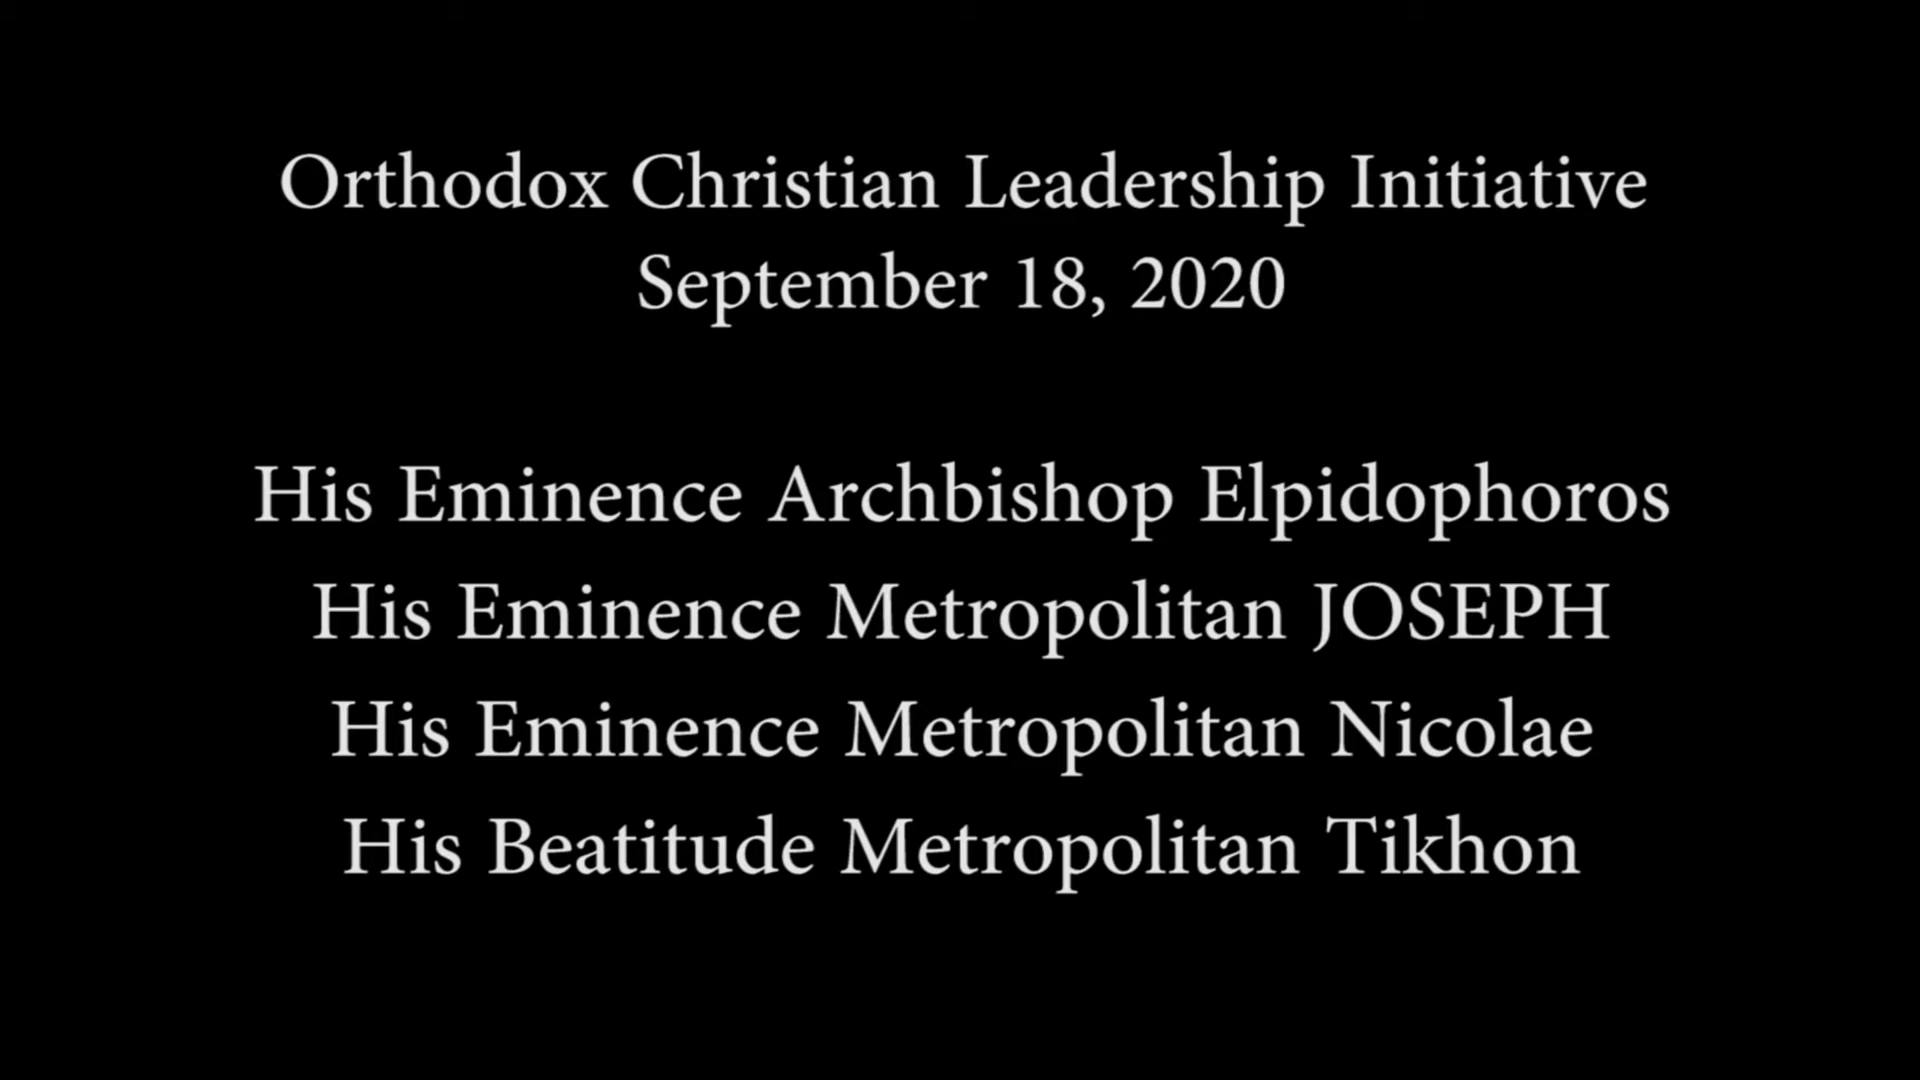 Orthodox Christian Leadership Initiative
September 18, 2020
His Eminence Archbishop Elpidophoros
His Eminence Metropolitan JOSEPH
His Eminence Metropolitan Nicolae
His Beatitude Metropolitan Tikhon